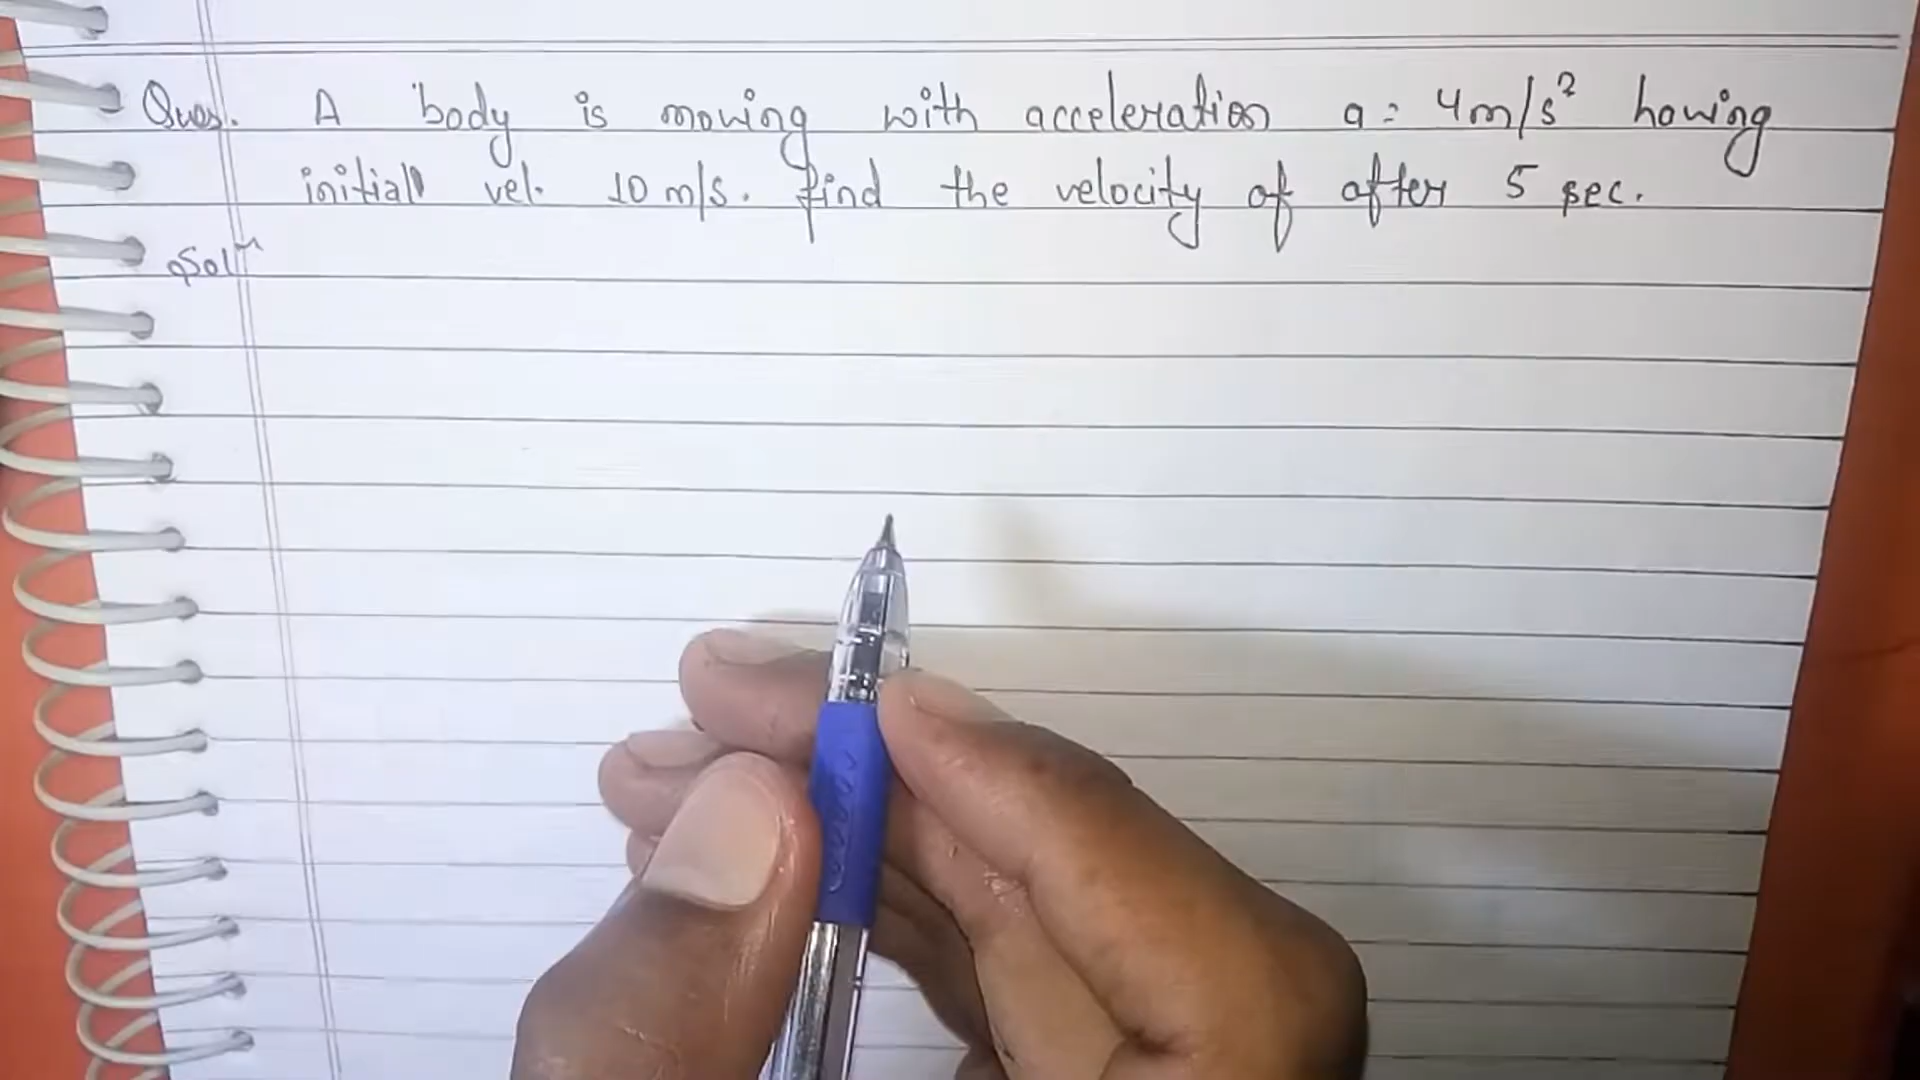 Ques. A body is moving with acceleration a = 4m/s² having
initial vel. 10 m/s. find the velocity of after 5 sec.
Solⁿ